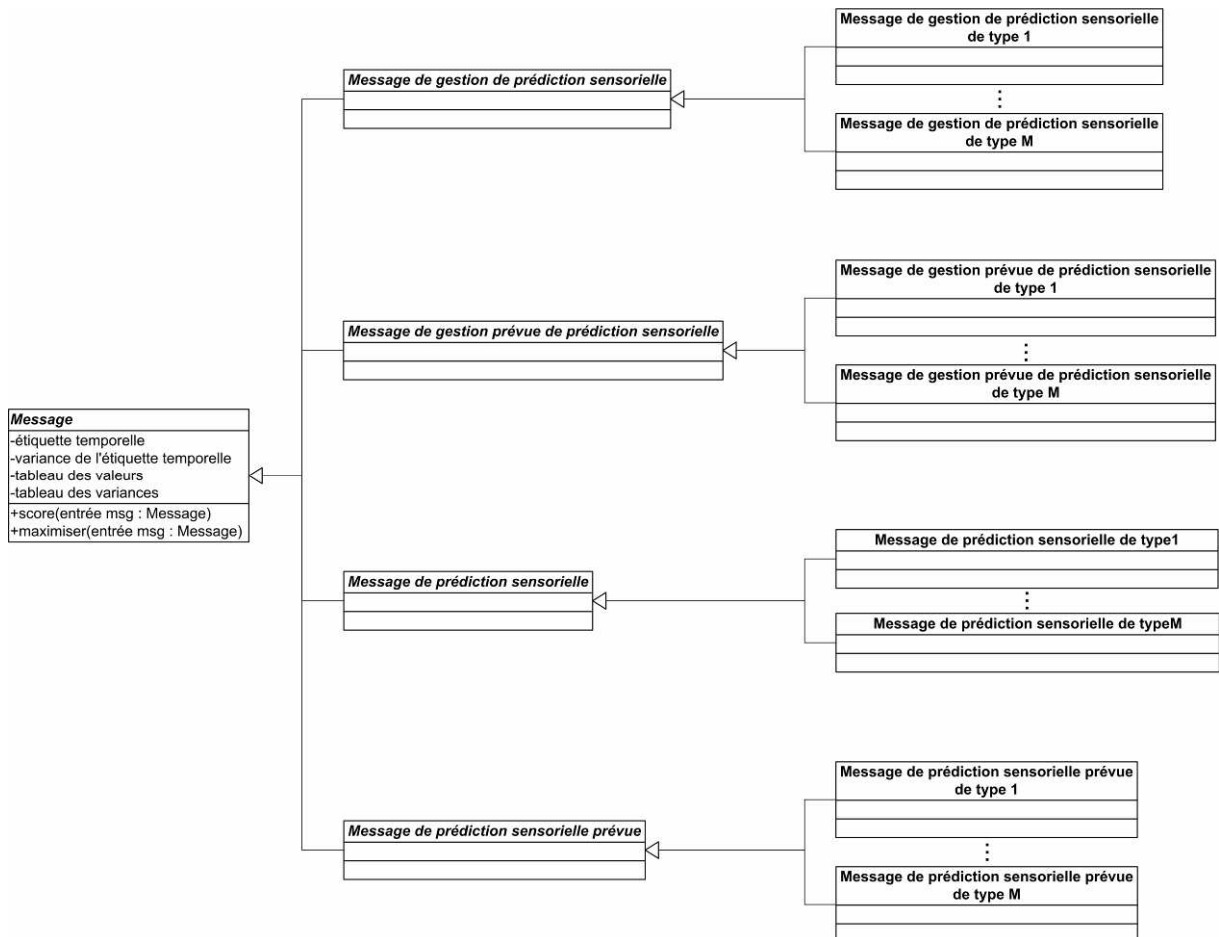 Message de gestion de prédiction sensorielle
de type 1
Message de gestion de prédiction sensorielle
Message de gestion de prédiction sensorielle
de type M
Message de gestion prévue de prédiction sensorielle
de type 1
Message de gestion prévue de prédiction sensorielle
Message de gestion prévue de prédiction sensorielle
de type M
Message
-étiquette temporelle
-variance de l'étiquette temporelle
-tableau des valeurs
-tableau des variances
+score(entrée msg : Message)
+maximiser(entrée msg : Message)
Message de prédiction sensorielle de type1
Message de prédiction sensorielle
Message de prédiction sensorielle de typeM
Message de prédiction sensorielle prévue
de type 1
Message de prédiction sensorielle prévue
Message de prédiction sensorielle prévue
de type M